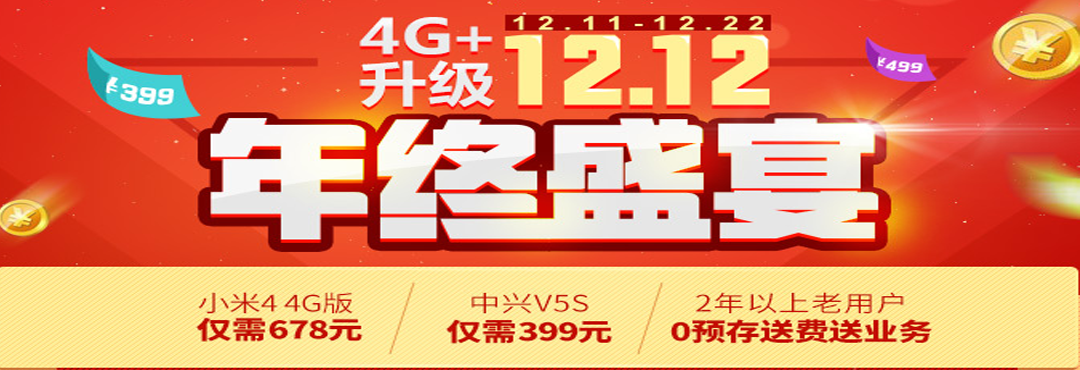 12.11-12.22
4G+
升级
12.12
¥399
¥499
年终盛宴
小米4 4G版
仅需678元
中兴V5S
仅需399元
2年以上老用户
0预存送费送业务